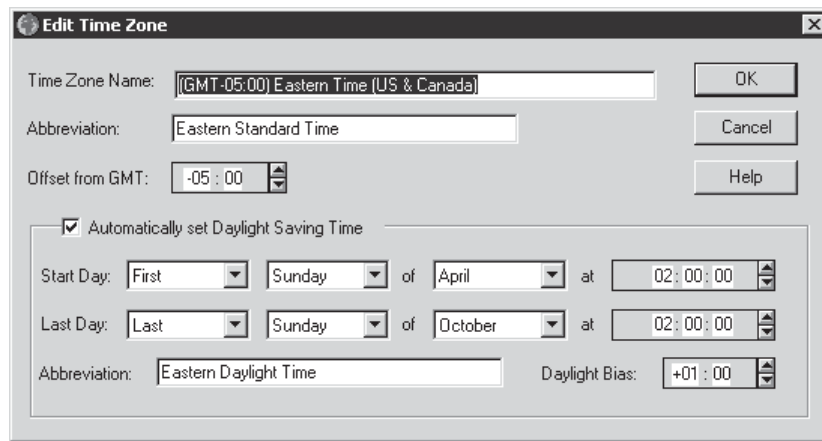 Edit Time Zone
Time Zone Name: (GMT-05:00) Eastern Time (US & Canada) OK
Abbreviation: Eastern Standard Time Cancel
Offset from GMT: -05 : 00 Help
Automatically set Daylight Saving Time
Start Day: First Sunday of April at 02 : 00 : 00
Last Day: Last Sunday of October at 02 : 00 : 00
Abbreviation: Eastern Daylight Time Daylight Bias: +01 : 00